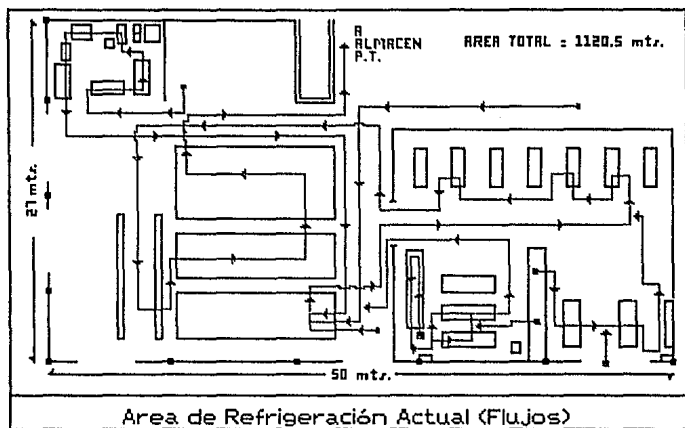 A
ALMACEN
P.T.
AREA TOTAL = 1120.5 mts.
27 mts.
50 mts.
Area de Refrigeración Actual (Flujos)